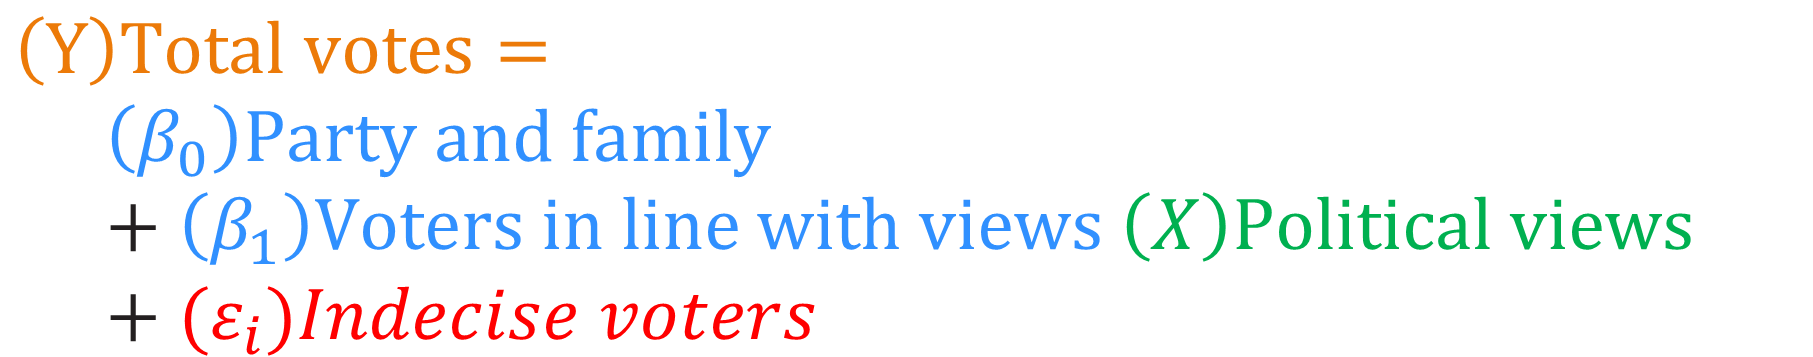 (Y)Total votes =
(β₀)Party and family
+ (β₁)Voters in line with views (X)Political views
+ (εᵢ)Indecise voters